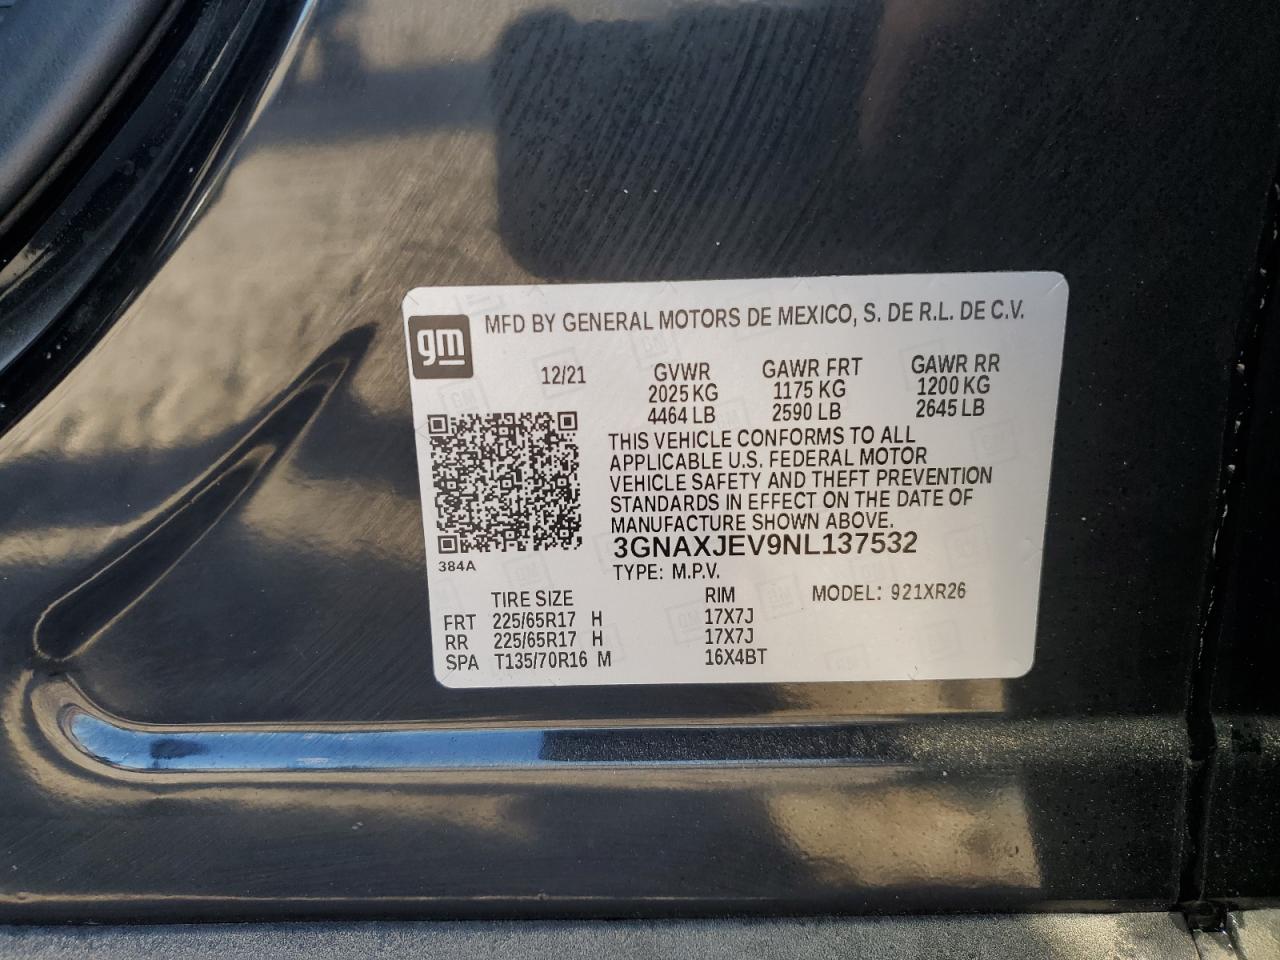 gm
MFD BY GENERAL MOTORS DE MEXICO, S. DE R.L. DE C.V.
12/21
GVWR
2025 KG
4464 LB
GAWR FRT
1175 KG
2590 LB
GAWR RR
1200 KG
2645 LB
THIS VEHICLE CONFORMS TO ALL
APPLICABLE U.S. FEDERAL MOTOR
VEHICLE SAFETY AND THEFT PREVENTION
STANDARDS IN EFFECT ON THE DATE OF
MANUFACTURE SHOWN ABOVE.
3GNAXJEV9NL137532
TYPE: M.P.V.
384A
TIRE SIZE RIM MODEL: 921XR26
FRT 225/65R17 H 17X7J
RR 225/65R17 H 17X7J
SPA T135/70R16 M 16X4BT